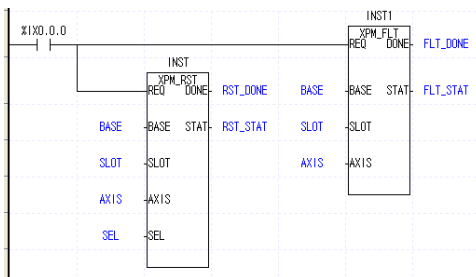 INST1
%IX0.0.0
XPM_FLT
REQ DONE FLT_DONE
INST
XPM_RST
REQ DONE RST_DONE
BASE BASE STAT FLT_STAT
BASE BASE STAT RST_STAT
SLOT SLOT
SLOT SLOT
AXIS AXIS
AXIS AXIS
SEL SEL